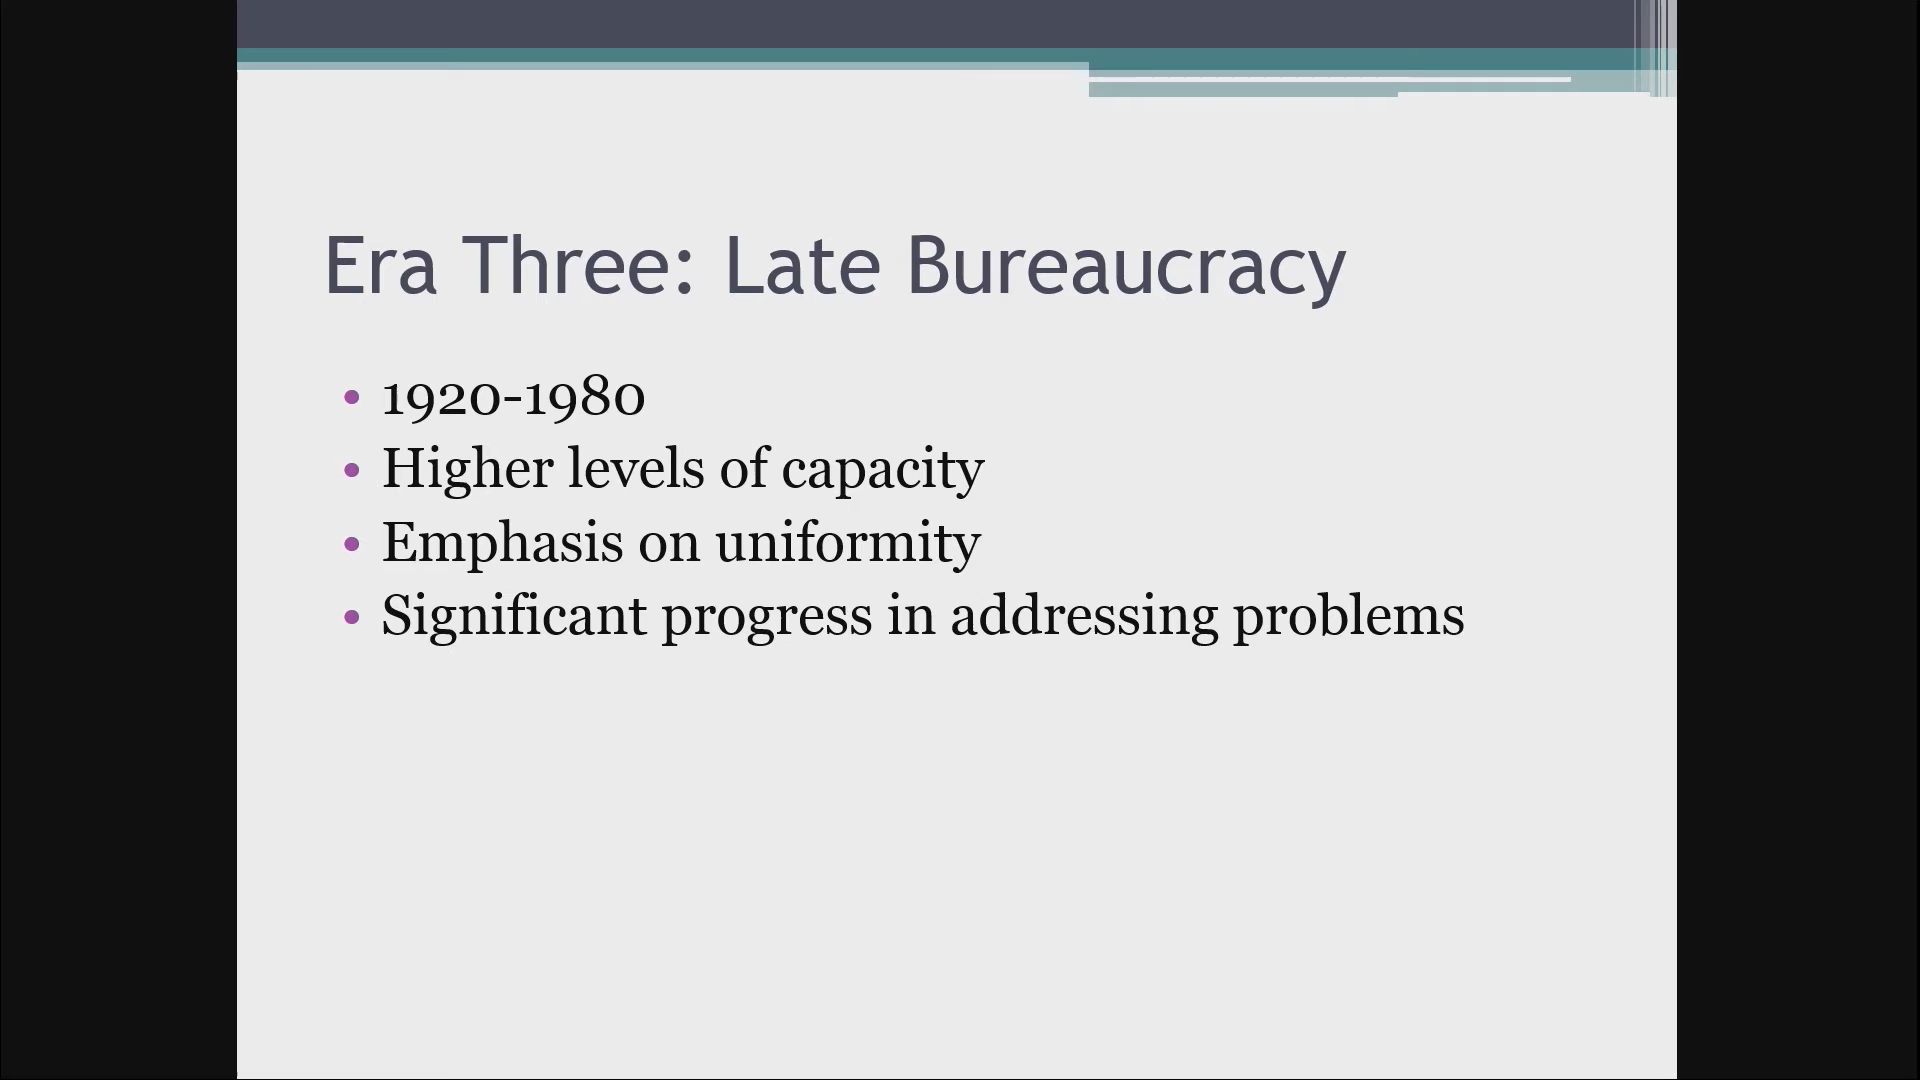 Era Three: Late Bureaucracy
• 1920-1980
• Higher levels of capacity
• Emphasis on uniformity
• Significant progress in addressing problems